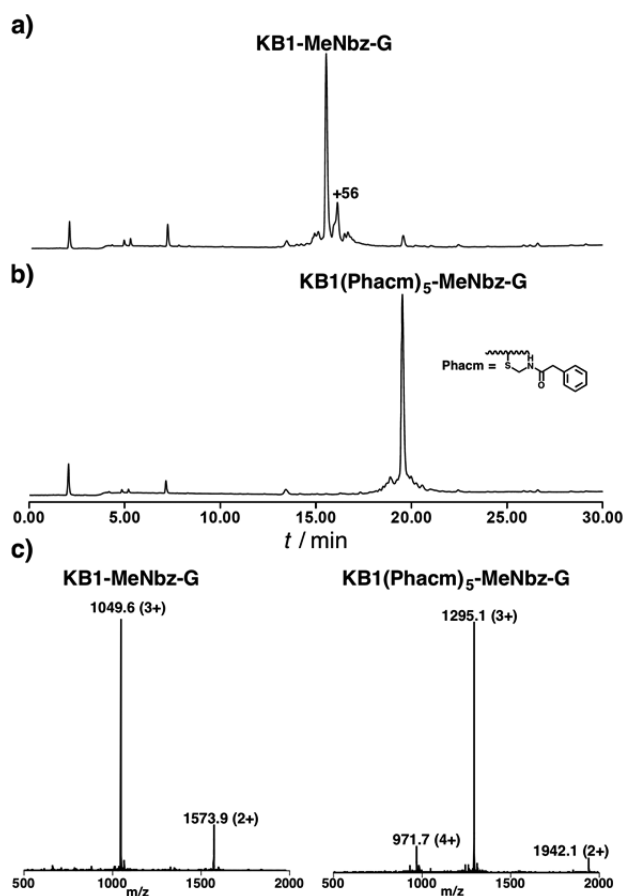 a)
KB1-MeNbz-G
+56
b)
KB1(Phacm)5-MeNbz-G
Phacm =
S
H
N
O
0.00 5.00 10.00 15.00 20.00 25.00 30.00
t / min
c)
KB1-MeNbz-G
1049.6 (3+)
1573.9 (2+)
500 1000 1500 2000
m/z
KB1(Phacm)5-MeNbz-G
1295.1 (3+)
971.7 (4+)
1942.1 (2+)
500 1000 1500 2000
m/z